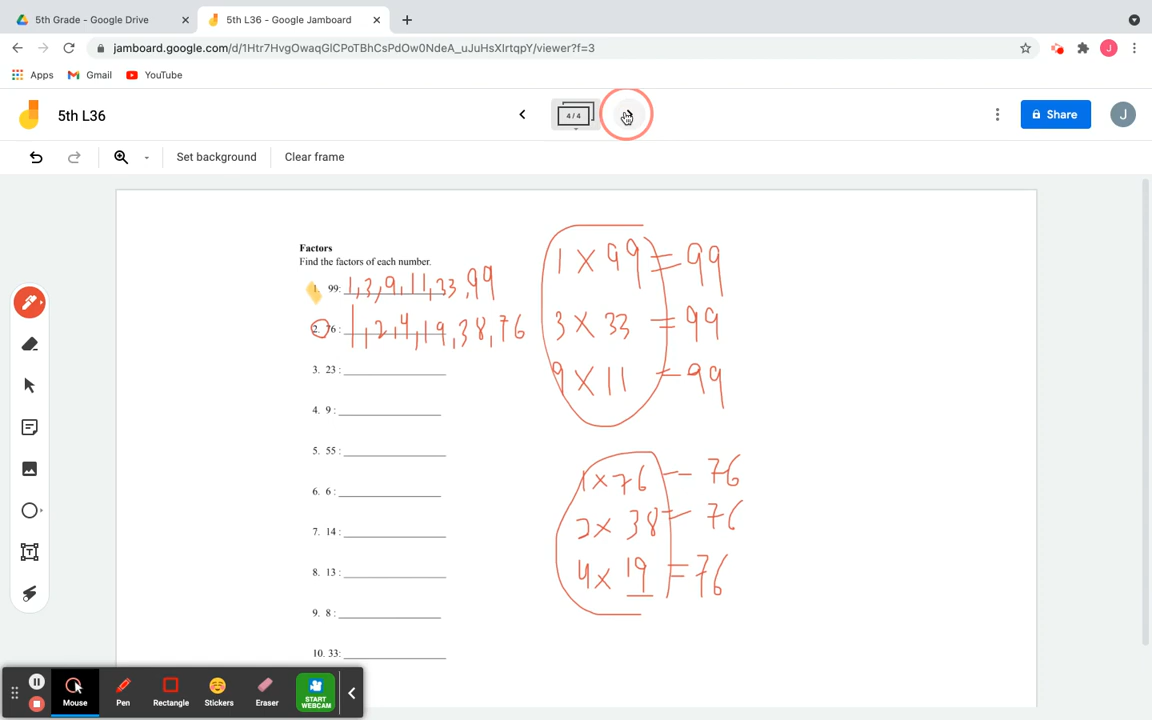 5th Grade - Google Drive
5th L36 - Google Jamboard
jamboard.google.com/d/1Htr7HvgOwaqGlCPoTBhCsPdOw0NdeA_uJuHsXIrtqpY/viewer?f=3
J
Apps Gmail YouTube
5th L36
4 / 4
Share
J
Set background
Clear frame
Factors
Find the factors of each number.
1. 99: 1,3,9,11,33,99
2. 76 : 1,2,4,19,38,76
3. 23 :
4. 9 :
5. 55 :
6. 6 :
7. 14 :
8. 13 :
9. 8 :
10. 33:
1 × 99 = 99
3 × 33 = 99
9 × 11 = 99
1 × 76 = 76
2 × 38 = 76
4 × 19 = 76
Mouse Pen Rectangle Stickers Eraser START WEBCAM